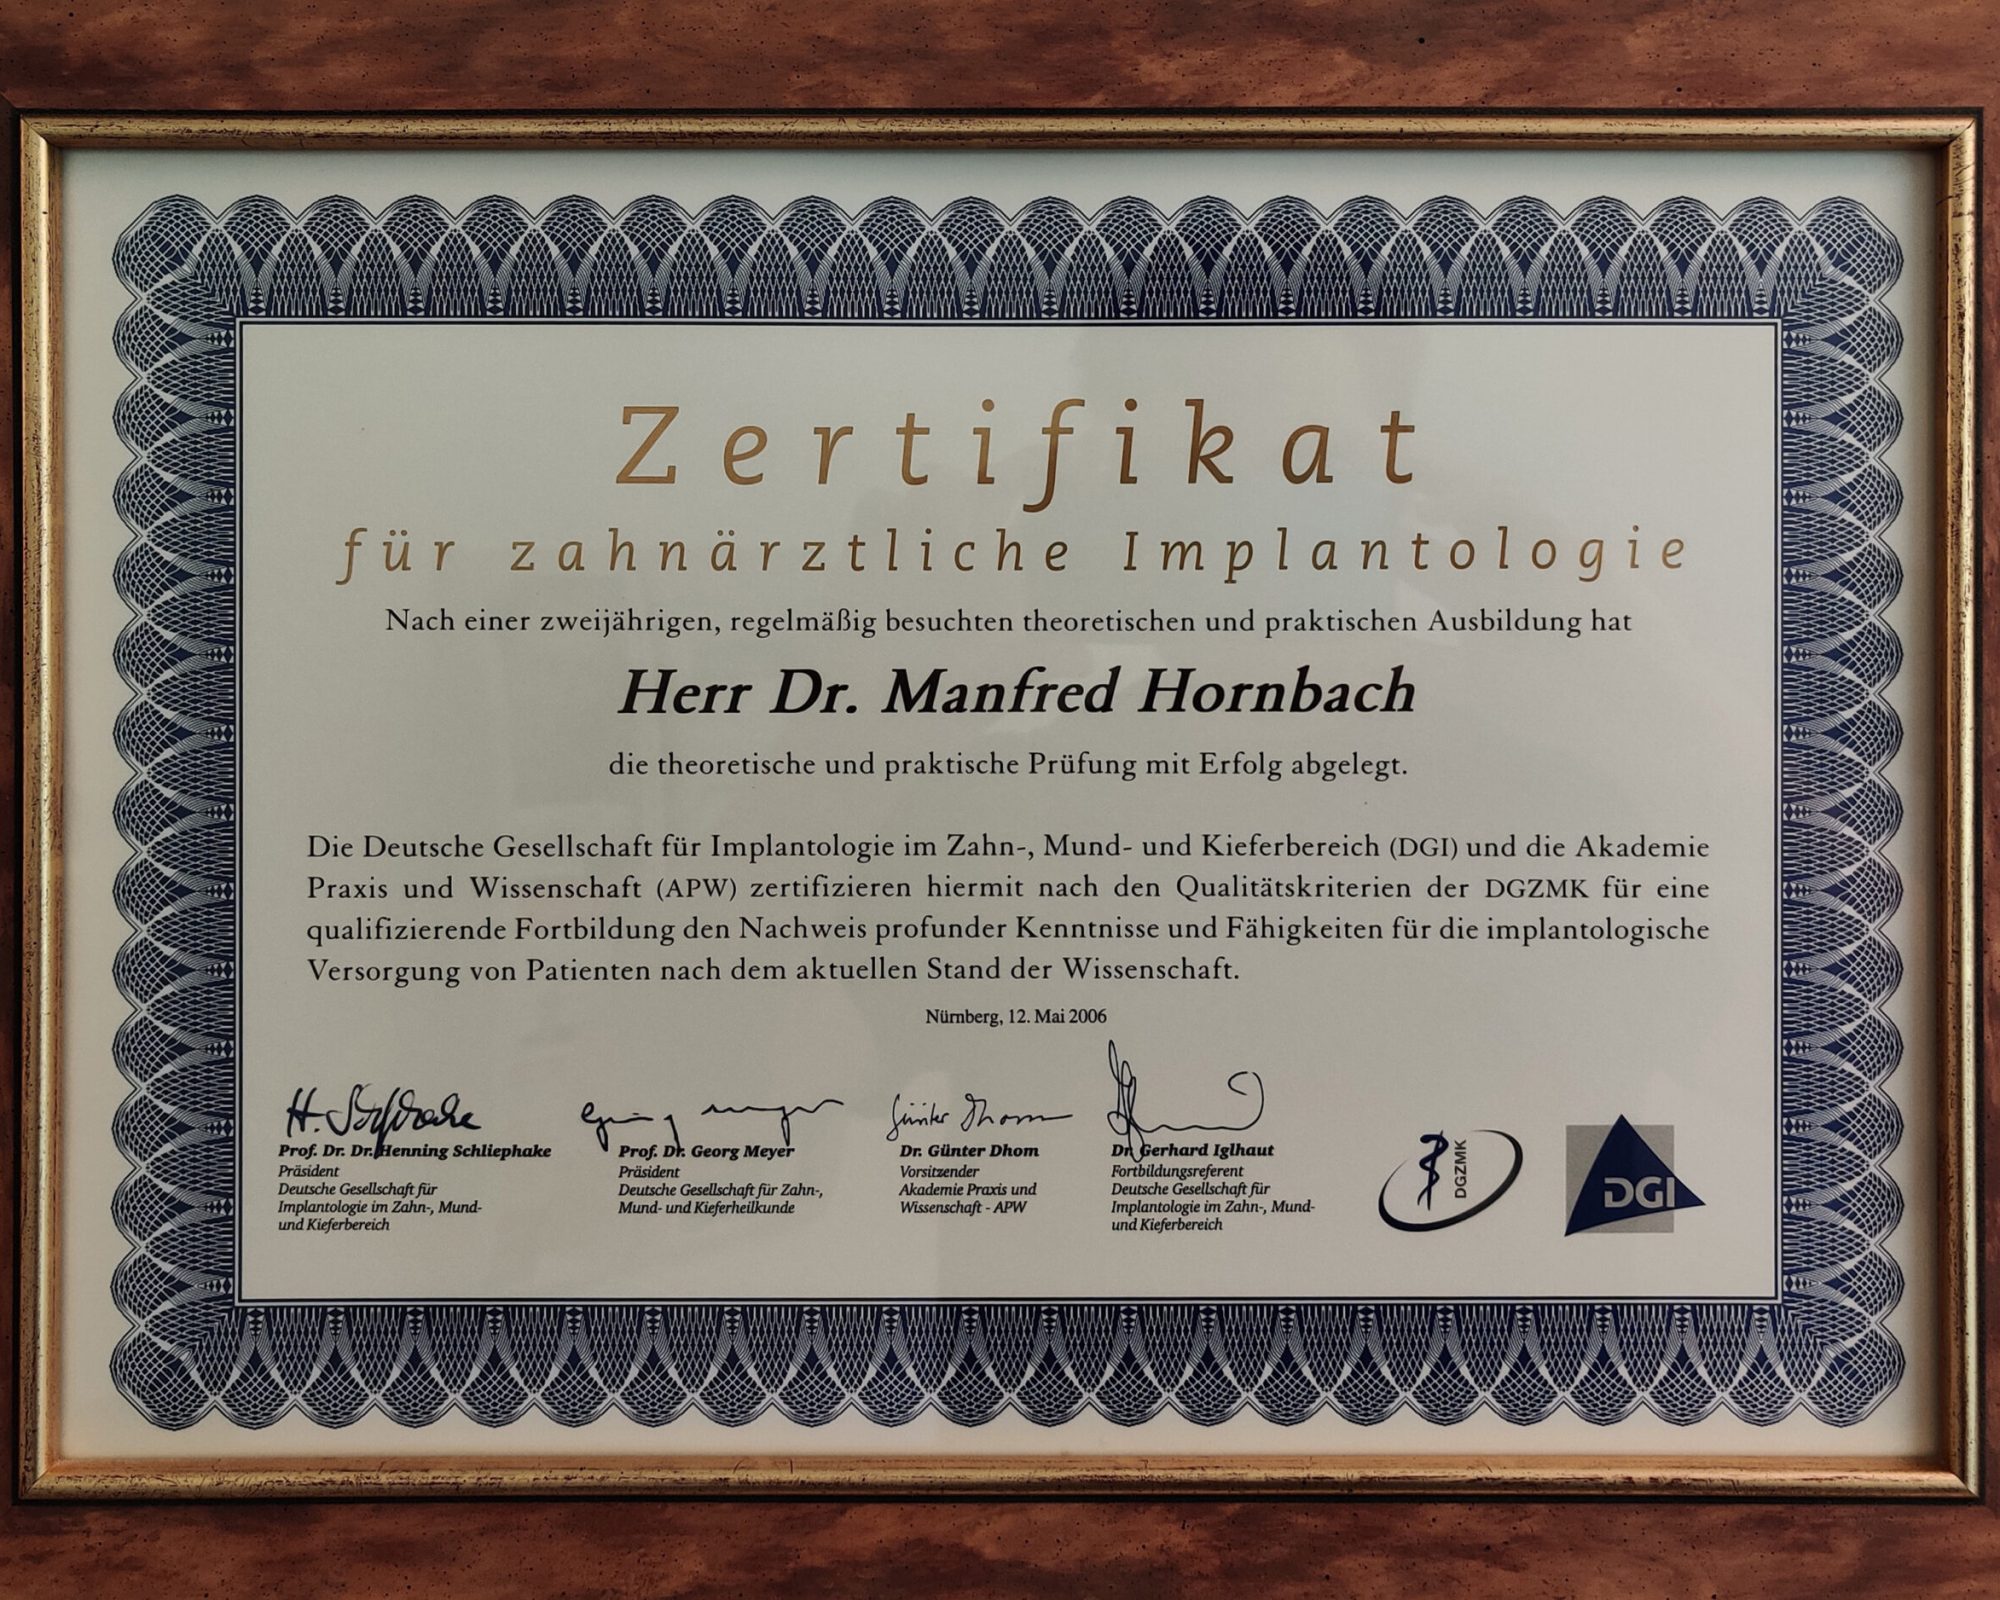 Zertifikat
für zahnärztliche Implantologie
Nach einer zweijährigen, regelmäßig besuchten theoretischen und praktischen Ausbildung hat
Herr Dr. Manfred Hornbach
die theoretische und praktische Prüfung mit Erfolg abgelegt.
Die Deutsche Gesellschaft für Implantologie im Zahn-, Mund- und Kieferbereich (DGI) und die Akademie
Praxis und Wissenschaft (APW) zertifizieren hiermit nach den Qualitätskriterien der DGZMK für eine
qualifizierende Fortbildung den Nachweis profunder Kenntnisse und Fähigkeiten für die implantologische
Versorgung von Patienten nach dem aktuellen Stand der Wissenschaft.
Nürnberg, 12. Mai 2006
H. Schliephake
Georg Meyer
Günter Dhom
Prof. Dr. Dr. Henning Schliephake
Präsident
Deutsche Gesellschaft für
Implantologie im Zahn-, Mund-
und Kieferbereich
Prof. Dr. Georg Meyer
Präsident
Deutsche Gesellschaft für Zahn-,
Mund- und Kieferheilkunde
Dr. Günter Dhom
Vorsitzender
Akademie Praxis und
Wissenschaft - APW
Dr. Gerhard Iglhaut
Fortbildungsreferent
Deutsche Gesellschaft für
Implantologie im Zahn-, Mund-
und Kieferbereich
DGZMK
DGI